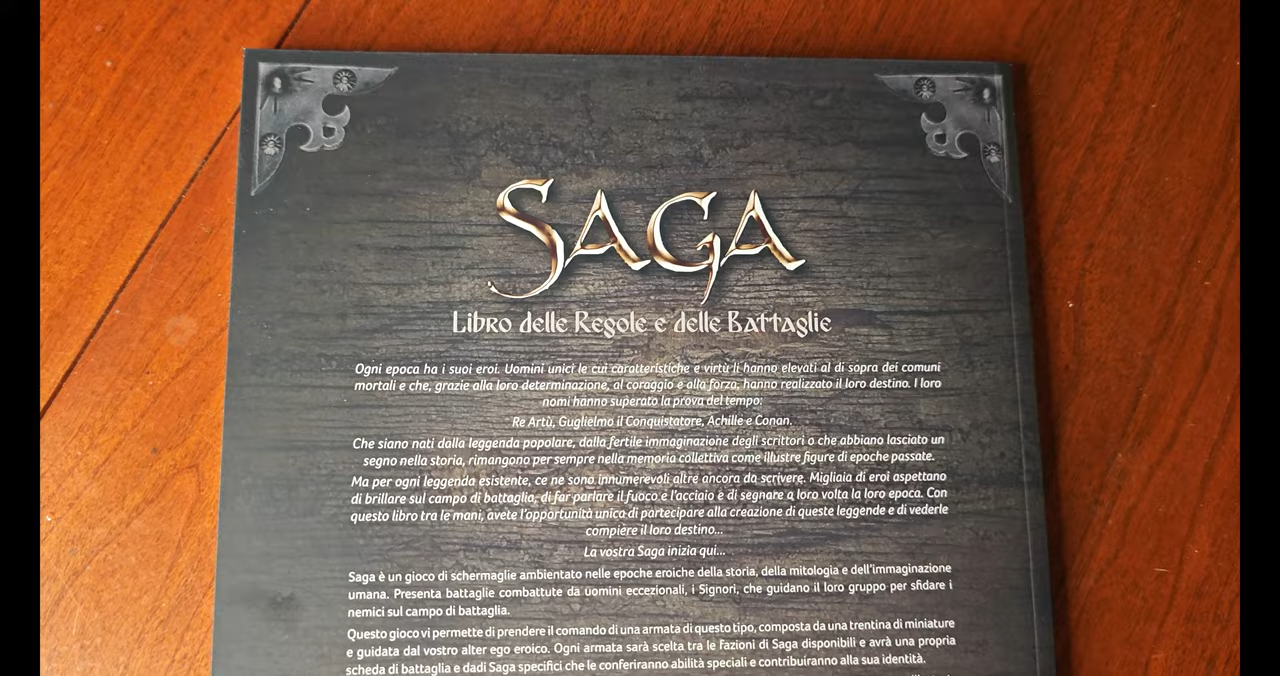 SAGA
Libro delle Regole e delle Battaglie
Ogni epoca ha i suoi eroi. Uomini unici le cui caratteristiche e virtù li hanno elevati al di sopra dei comuni
mortali e che, grazie alla loro determinazione, al coraggio e alla forza, hanno realizzato il loro destino. I loro
nomi hanno superato la prova del tempo:
Re Artù, Guglielmo il Conquistatore, Achille e Conan.
Che siano nati dalla leggenda popolare, dalla fertile immaginazione degli scrittori o che abbiano lasciato un
segno nella storia, rimangono per sempre nella memoria collettiva come illustre figure di epoche passate.
Ma per ogni leggenda esistente, ce ne sono innumerevoli altre ancora da scrivere. Migliaia di eroi aspettano
di brillare sul campo di battaglia, di far parlare il fuoco e l'acciaio e di segnare a loro volta la loro epoca. Con
questo libro tra le mani, avete l'opportunità unica di partecipare alla creazione di queste leggende e di vederle
compiere il loro destino...
La vostra Saga inizia qui...
Saga è un gioco di schermaglie ambientato nelle epoche eroiche della storia, della mitologia e dell'immaginazione
umana. Presenta battaglie combattute da uomini eccezionali, i Signori, che guidano il loro gruppo per sfidare i
nemici sul campo di battaglia.
Questo gioco vi permette di prendere il comando di una armata di questo tipo, composta da una trentina di miniature
e guidata dal vostro alter ego eroico. Ogni armata sarà scelta tra le fazioni di Saga disponibili e avrà una propria
scheda di battaglia e dadi Saga specifici che le conferiranno abilità speciali e contribuiranno alla sua identità.